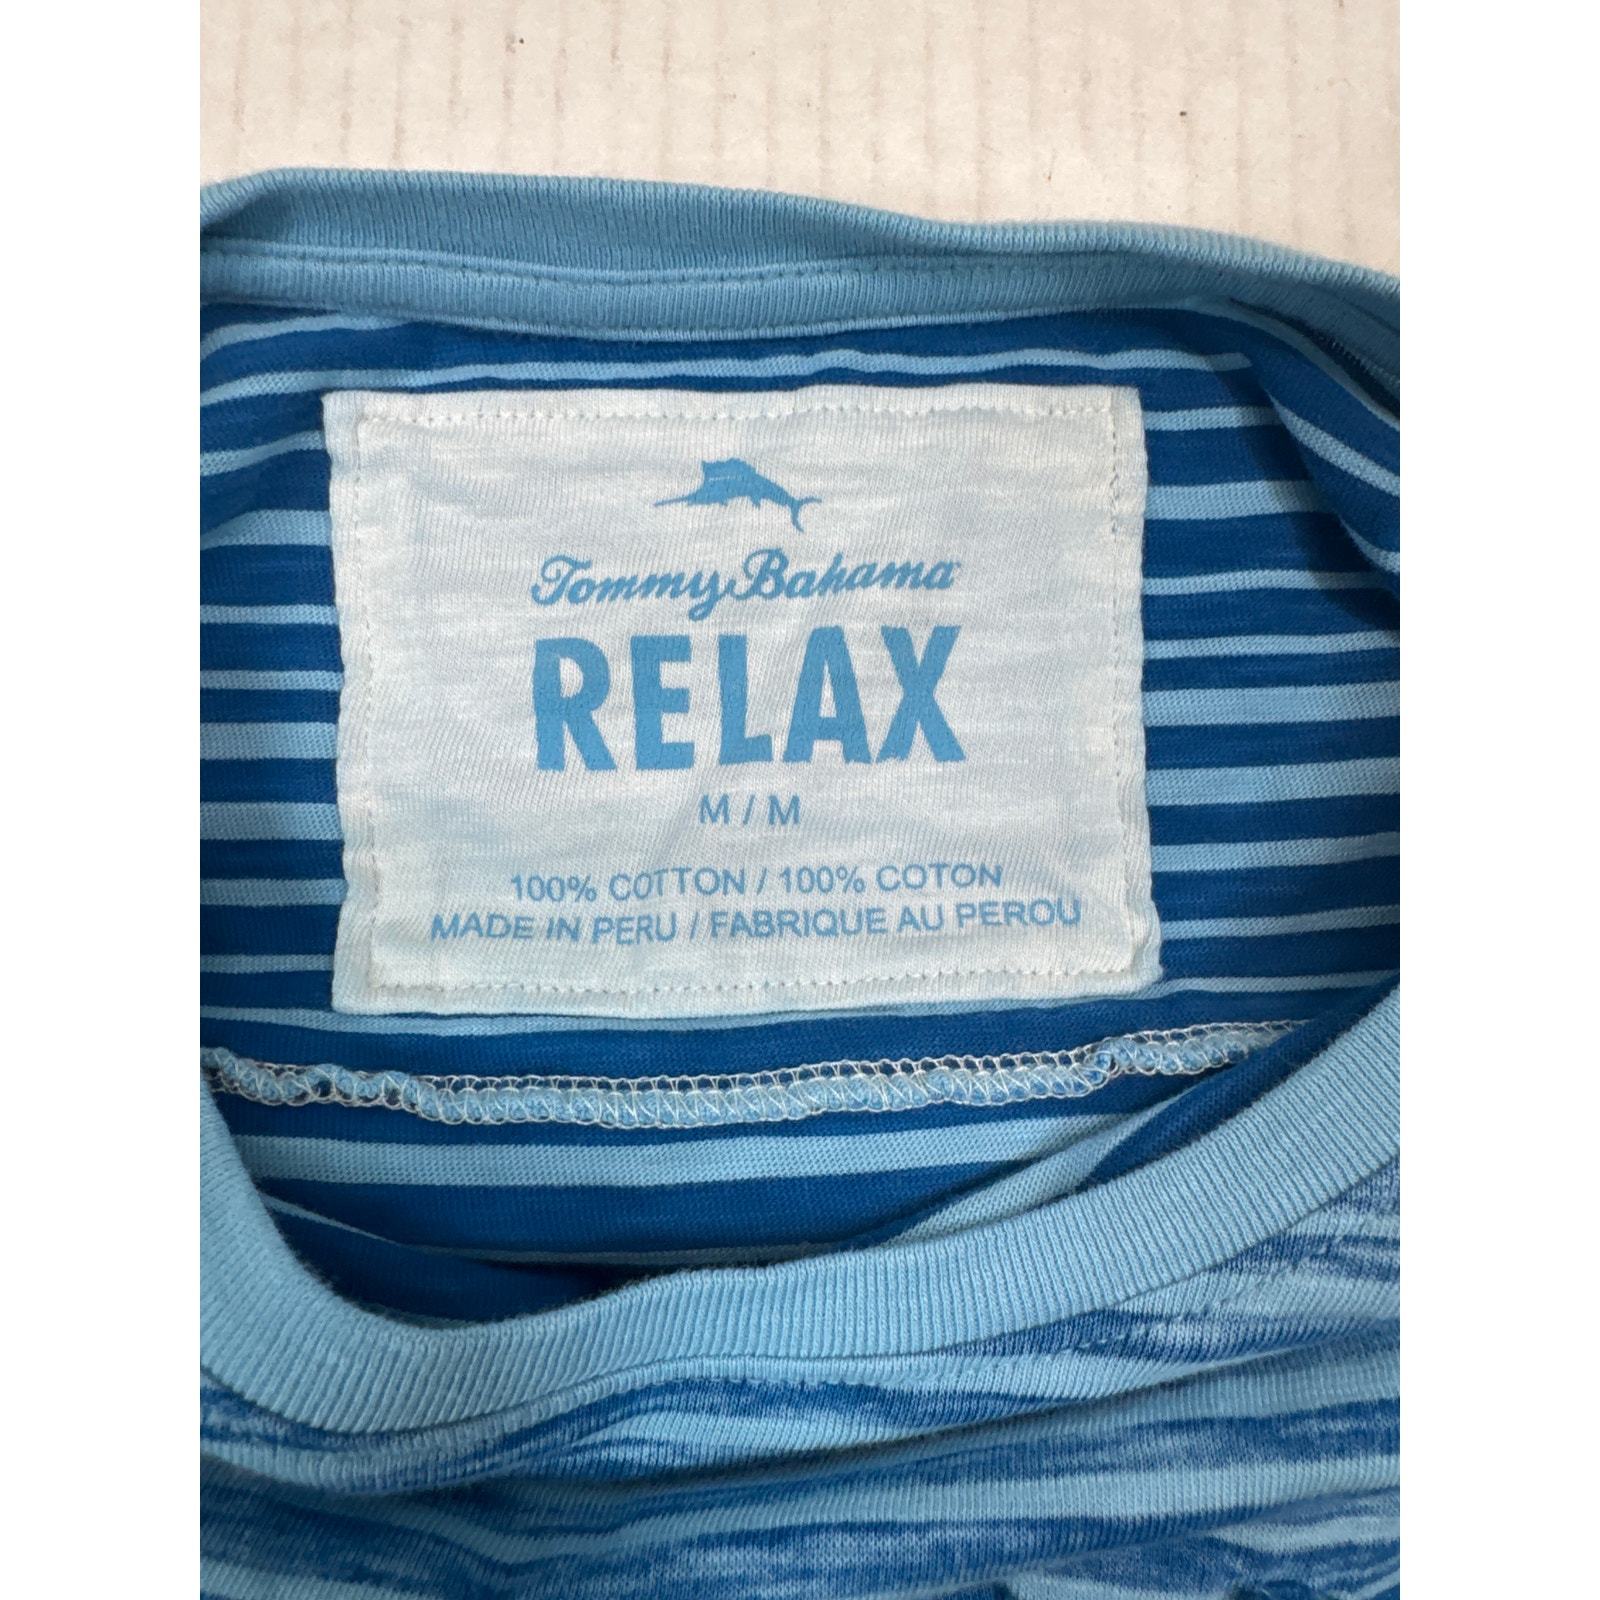 Tommy Bahama
RELAX
M / M
100% COTTON / 100% COTON
MADE IN PERU / FABRIQUE AU PEROU